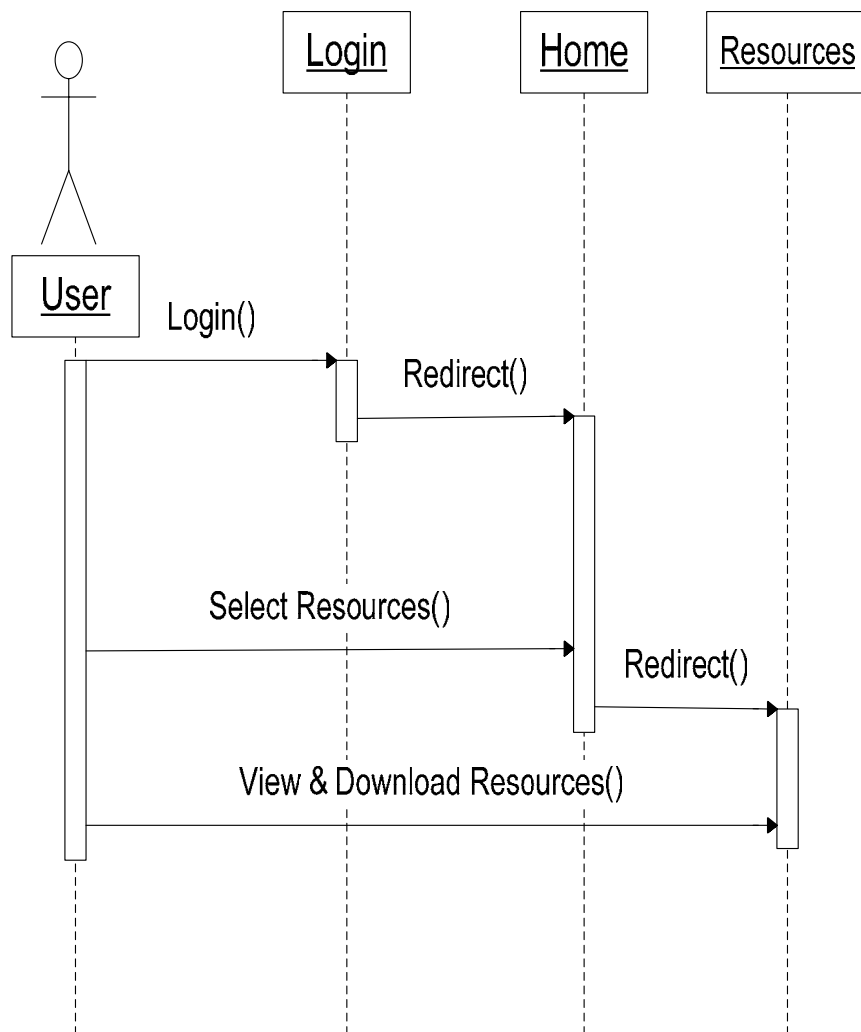 Login
Home
Resources
User
Login()
Redirect()
Select Resources()
Redirect()
View & Download Resources()